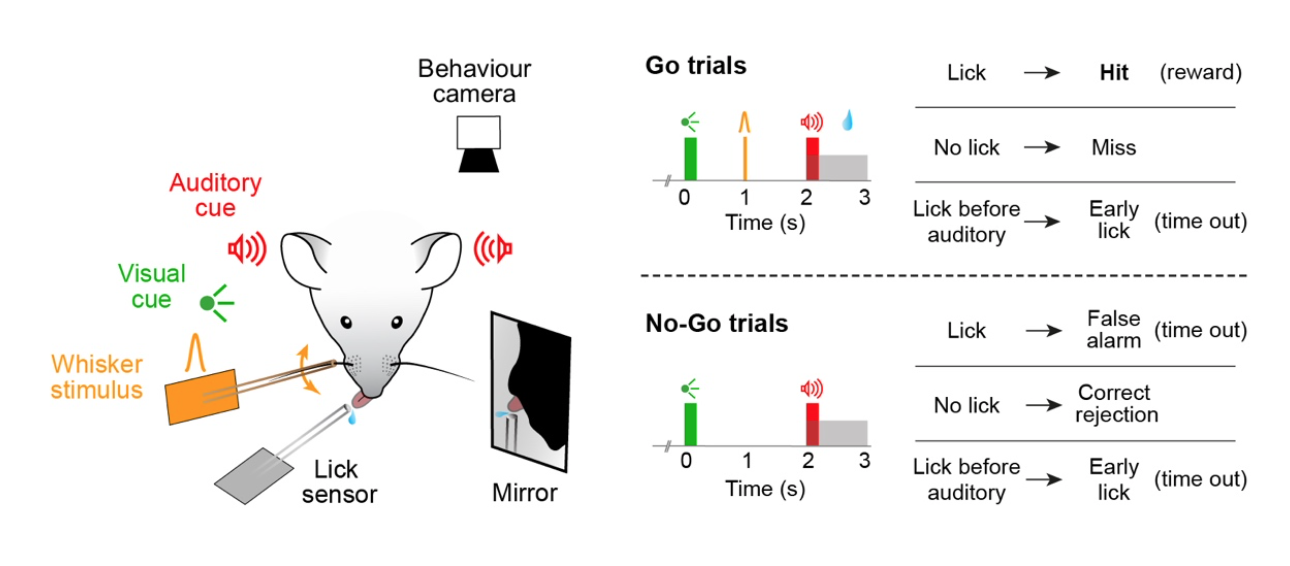 Behaviour
camera
Auditory
cue
Visual
cue
Whisker
stimulus
Lick
sensor
Mirror
Go trials
0 1 2 3
Time (s)
Lick Hit (reward)
No lick Miss
Lick before
auditory
Early
lick
(time out)
No-Go trials
0 1 2 3
Time (s)
Lick
False
alarm
(time out)
No lick
Correct
rejection
Lick before
auditory
Early
lick
(time out)